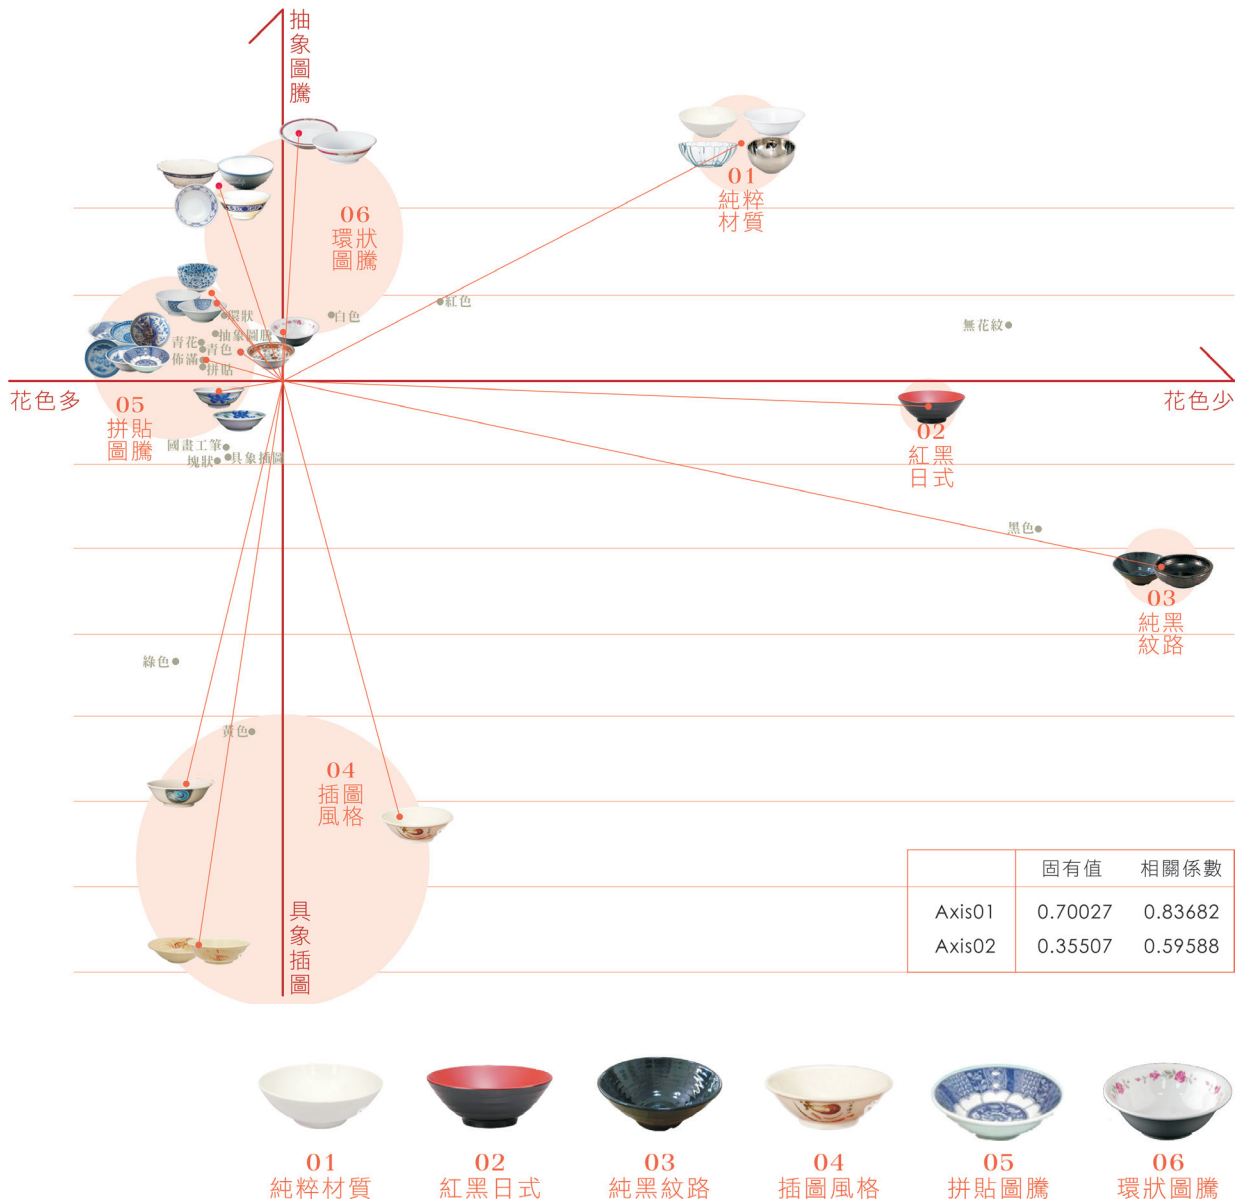 抽象圖騰
01
純粹
材質
06
環狀
圖騰
紅色
環狀
白色
無花紋
抽象圖騰
青花
青色
佈滿
拼貼
花色多
花色少
05
拼貼
圖騰
02
紅黑
日式
國畫工筆
塊狀
具象插圖
黑色
03
純黑
紋路
綠色
黃色
04
插圖
風格
固有值 相關係數
Axis01 0.70027 0.83682
Axis02 0.35507 0.59588
具象插圖
01 02 03 04 05 06
純粹材質 紅黑日式 純黑紋路 插圖風格 拼貼圖騰 環狀圖騰